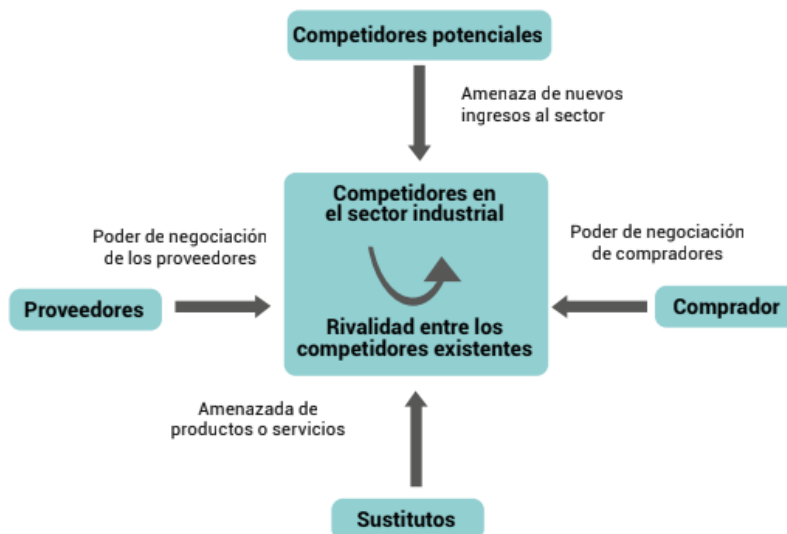 Competidores potenciales
Amenaza de nuevos
ingresos al sector
Competidores en
el sector industrial
Poder de negociación
de los proveedores
Poder de negociación
de compradores
Proveedores
Comprador
Rivalidad entre los
competidores existentes
Amenazada de
productos o servicios
Sustitutos